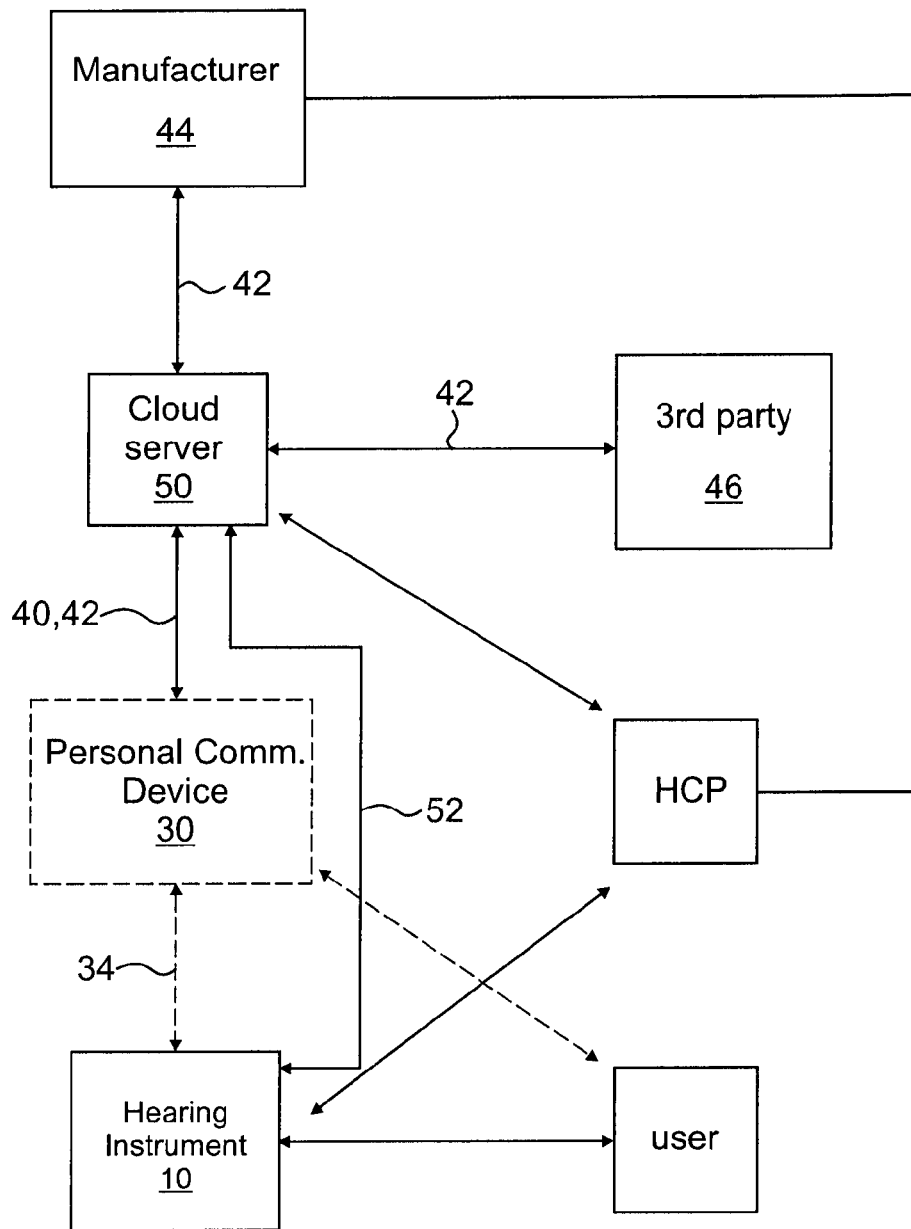 Manufacturer
44
42
Cloud
server
50
42
3rd party
46
40,42
Personal Comm.
Device
30
52
HCP
34
Hearing
Instrument
10
user